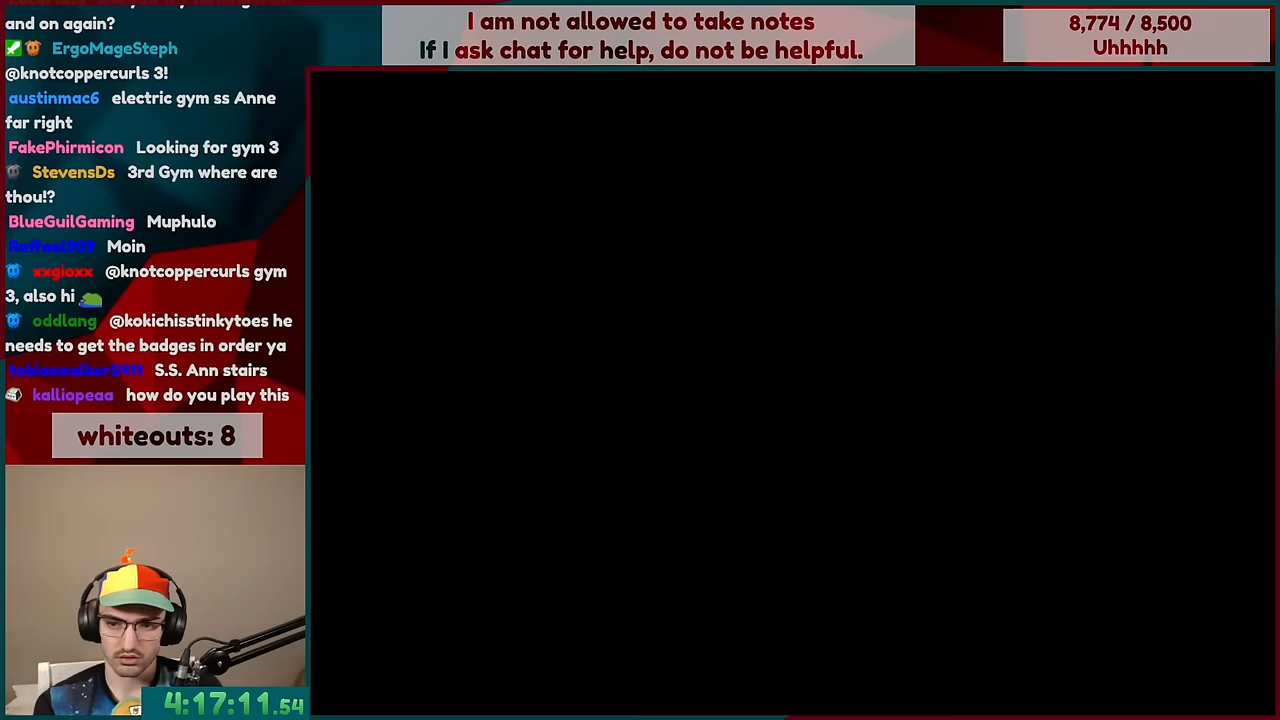 and on again?
ErgoMageSteph
@knotcoppercurls 3!
austinmac6 electric gym ss Anne
far right
FakePhirmicon Looking for gym 3
StevensDs 3rd Gym where are
thou!?
BlueGuilGaming Muphulo
Moin
xxgioxx @knotcoppercurls gym
3, also hi
oddlang @kokichisstinkytoes he
needs to get the badges in order ya
tobiaswalker5411 S.S. Ann stairs
kalliopeaa how do you play this
whiteouts: 8
4:17:11.54
I am not allowed to take notes
If I ask chat for help, do not be helpful.
8,774 / 8,500
Uhhhhh